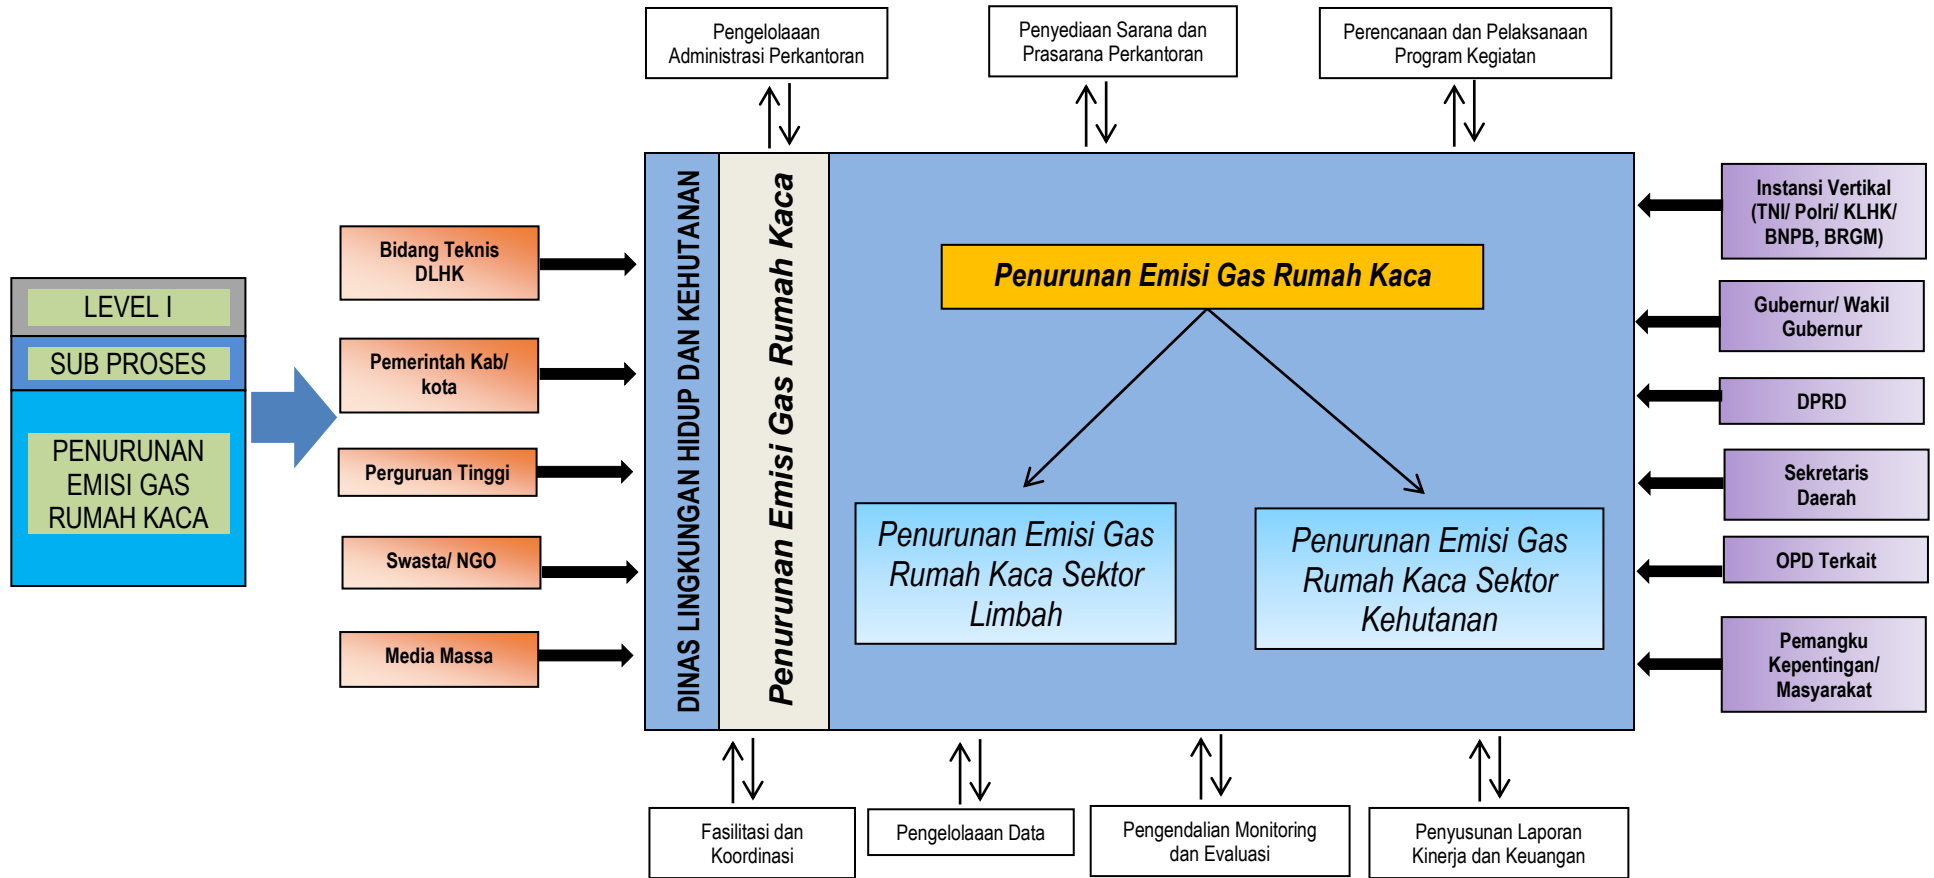 Pengelolaaan
Administrasi Perkantoran
Penyediaan Sarana dan
Prasarana Perkantoran
Perencanaan dan Pelaksanaan
Program Kegiatan
LEVEL I
SUB PROSES
PENURUNAN
EMISI GAS
RUMAH KACA
Bidang Teknis
DLHK
Pemerintah Kab/
kota
Perguruan Tinggi
Swasta/ NGO
Media Massa
DINAS LINGKUNGAN HIDUP DAN KEHUTANAN
Penurunan Emisi Gas Rumah Kaca
Penurunan Emisi Gas Rumah Kaca
Penurunan Emisi Gas
Rumah Kaca Sektor
Limbah
Penurunan Emisi Gas
Rumah Kaca Sektor
Kehutanan
Instansi Vertikal
(TNI/ Polri/ KLHK/
BNPB, BRGM)
Gubernur/ Wakil
Gubernur
DPRD
Sekretaris
Daerah
OPD Terkait
Pemangku
Kepentingan/
Masyarakat
Fasilitasi dan
Koordinasi
Pengelolaaan Data
Pengendalian Monitoring
dan Evaluasi
Penyusunan Laporan
Kinerja dan Keuangan